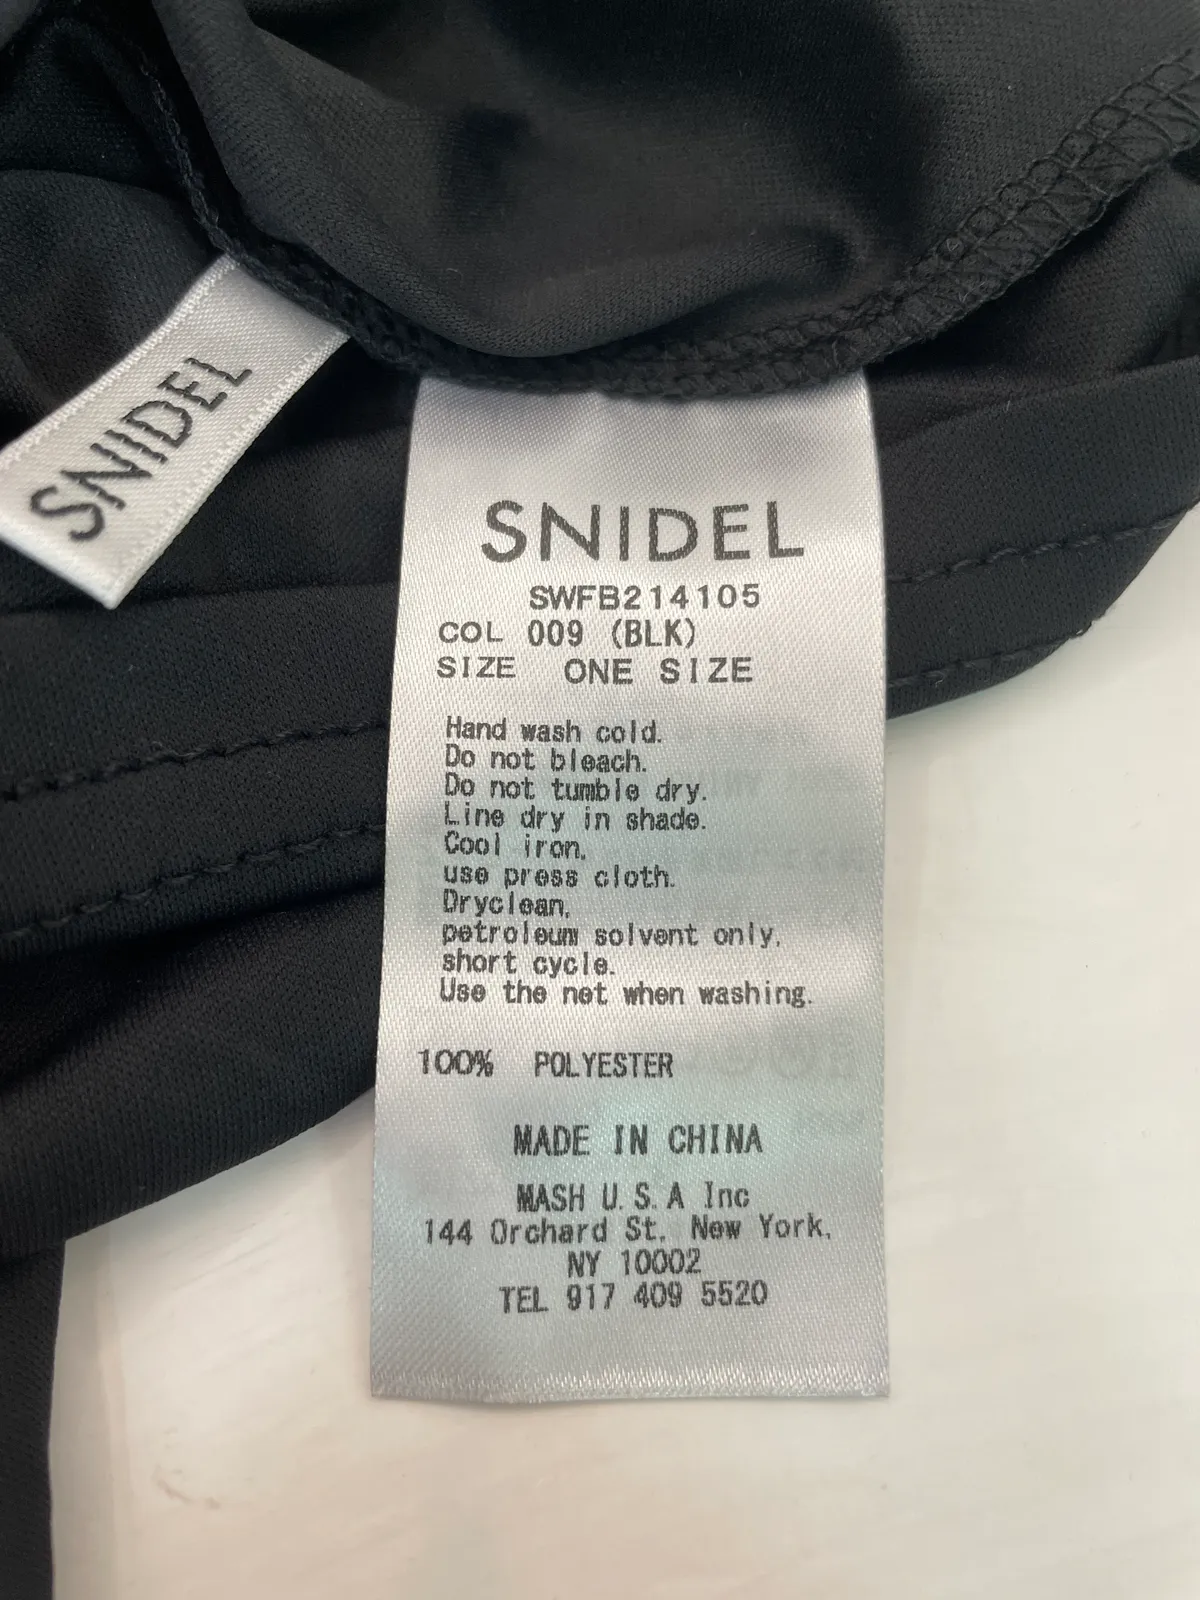 SNIDEL
SNIDEL
SWFB214105
COL 009 (BLK)
SIZE ONE SIZE
Hand wash cold.
Do not bleach.
Do not tumble dry.
Line dry in shade.
Cool iron,
use press cloth.
Dryclean,
petroleum solvent only,
short cycle.
Use the net when washing.
100% POLYESTER
MADE IN CHINA
MASH U.S.A Inc
144 Orchard St. New York,
NY 10002
TEL 917 409 5520